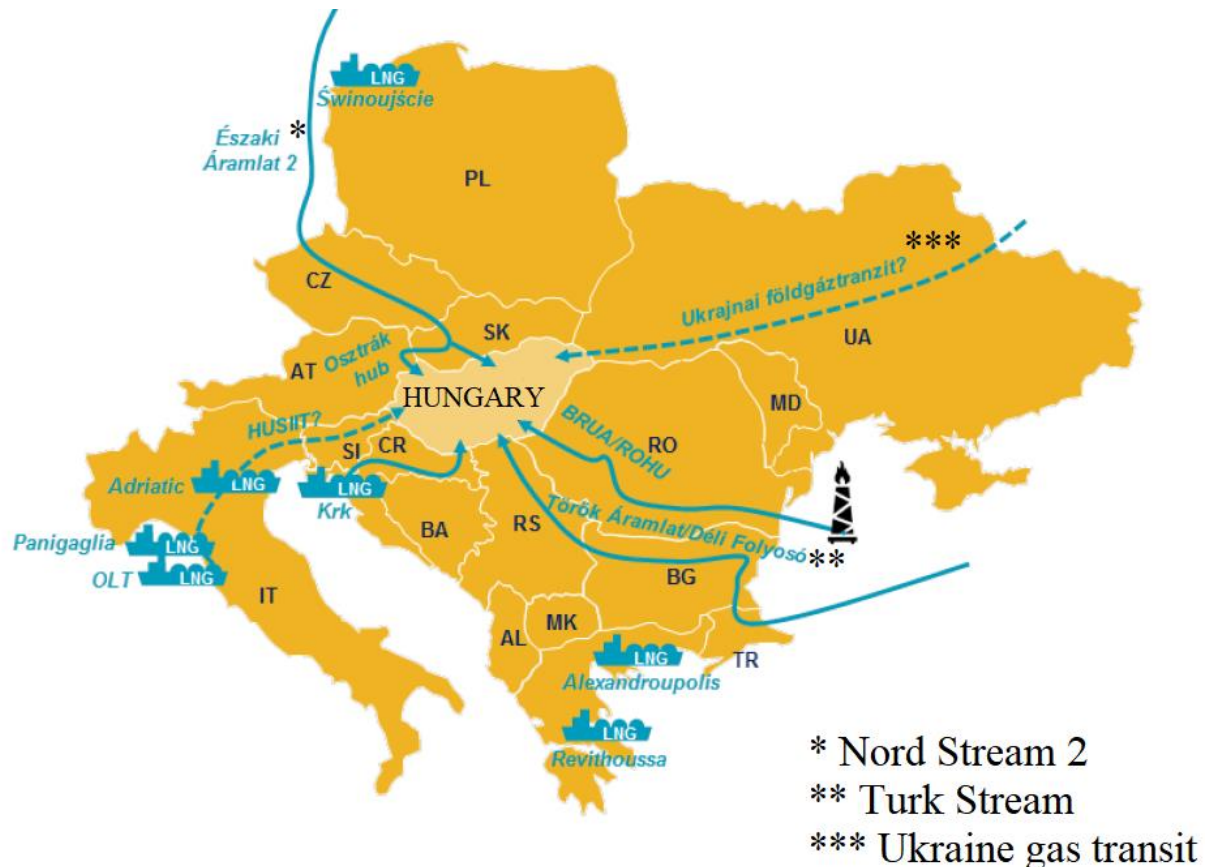 LNG
Świnoujście
Északi
Áramlat 2
*
PL
CZ
SK
Ukrajnai földgáztranzit?
***
UA
AT
Osztrák
hub
HUNGARY
MD
HUSIIT?
SI
CR
BRUA/ROHU
RO
Adriatic
LNG
LNG
Krk
Török Áramlat/Déli Folyosó
**
Panigaglia
LNG
OLT
LNG
IT
BA
RS
BG
MK
AL
TR
LNG
Alexandroupolis
LNG
Revithoussa
* Nord Stream 2
** Turk Stream
*** Ukraine gas transit